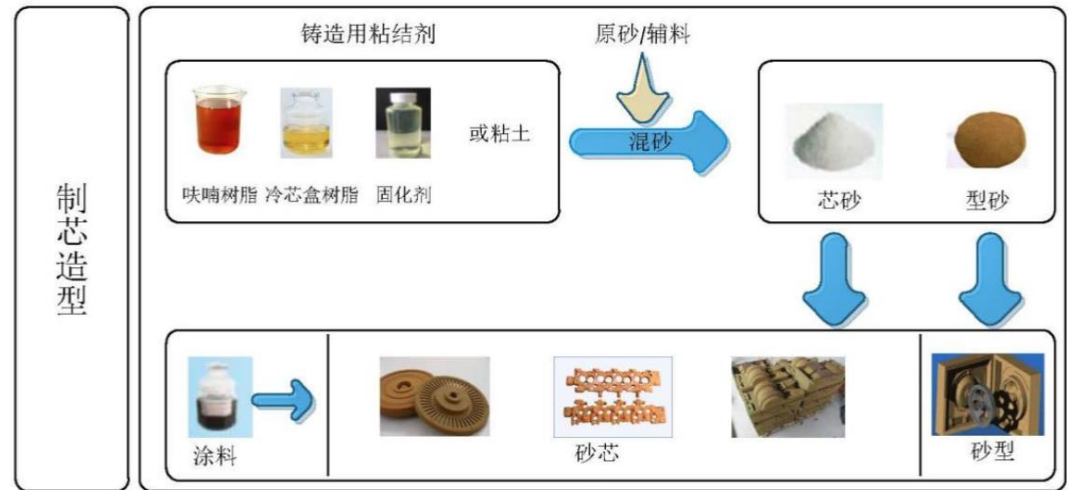 制芯造型
铸造用粘结剂
原砂/辅料
呋喃树脂
冷芯盒树脂
固化剂
或粘土
混砂
芯砂
型砂
涂料
砂芯
砂型